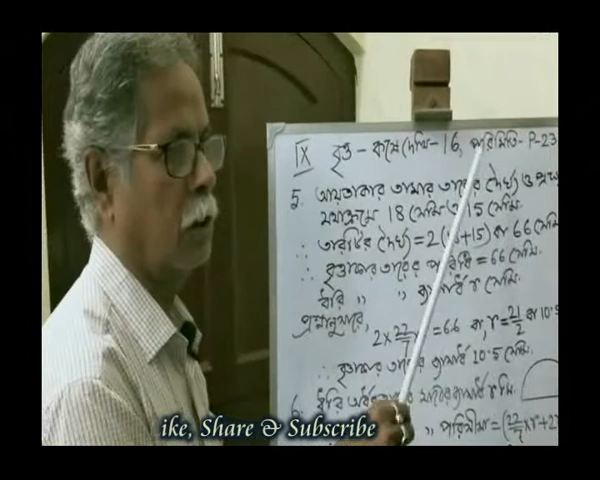 IX বৃত্ত - কষে দেখি - 16, পরিমিতি - P-23
5. আয়তাকার তামার তারের দৈর্ঘ্য ও প্রস্থ
যথাক্রমে 18 সেমি ও 15 সেমি.
∴ তারটির দৈর্ঘ্য = 2( +15) বা 66 সেমি
∴ বৃত্তাকার তারের পরিধি = 66 সেমি.
ধরি " " ব্যাসার্ধ r সেমি.
প্রশ্নানুসারে, 2×22/7 =66 বা, r=21/2 বা 10.5
∴ বৃত্তাকার তারের ব্যাসার্ধ 10.5 সেমি.
6. ধরি মাঠের ব্যাসার্ধ r মি
" পরিসীমা = (22/7×r+2
ike, Share & Subscribe